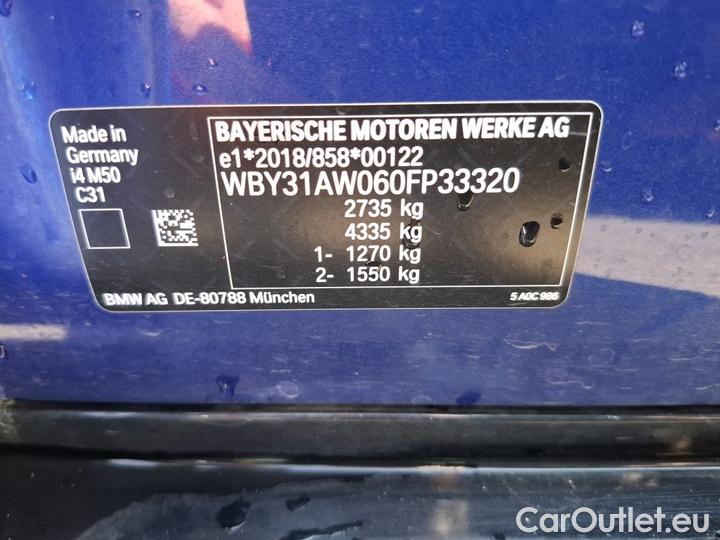 Made in
Germany
i4 M50
C31
BAYERISCHE MOTOREN WERKE AG
e1*2018/858*00122
WBY31AW060FP33320
2735 kg
4335 kg
1- 1270 kg
2- 1550 kg
BMW AG DE-80788 München
5 A0C 986
CarOutlet.eu